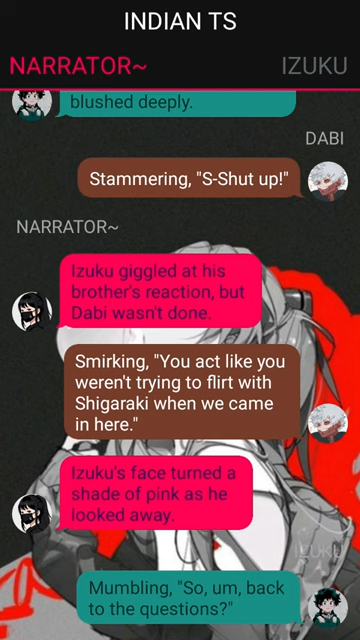 INDIAN TS
NARRATOR~ IZUKU
blushed deeply.
DABI
Stammering, "S-Shut up!"
NARRATOR~
Izuku giggled at his
brother's reaction, but
Dabi wasn't done.
Smirking, "You act like you
weren't trying to flirt with
Shigaraki when we came
in here."
Izuku's face turned a
shade of pink as he
looked away.
IZUKU
Mumbling, "So, um, back
to the questions?"